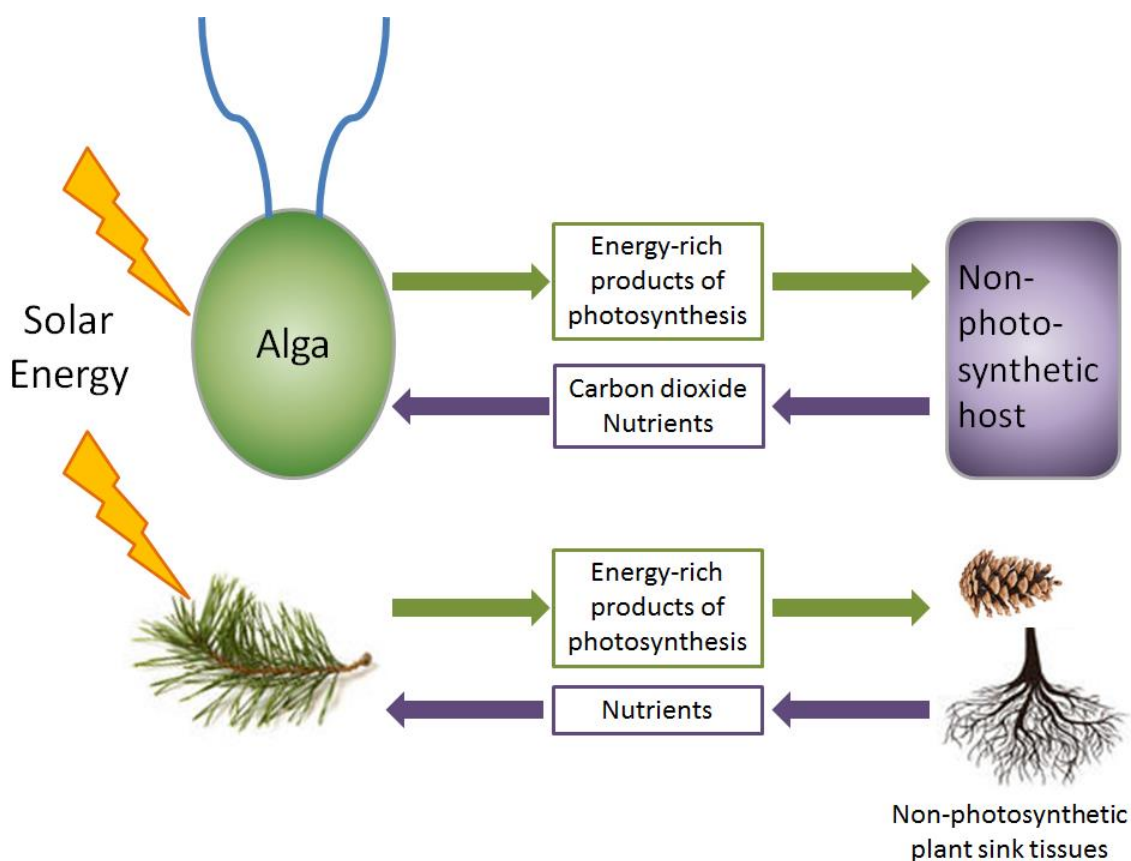 Solar
Energy
Alga
Energy-rich
products of
photosynthesis
Carbon dioxide
Nutrients
Non-
photo-
synthetic
host
Energy-rich
products of
photosynthesis
Nutrients
Non-photosynthetic
plant sink tissues